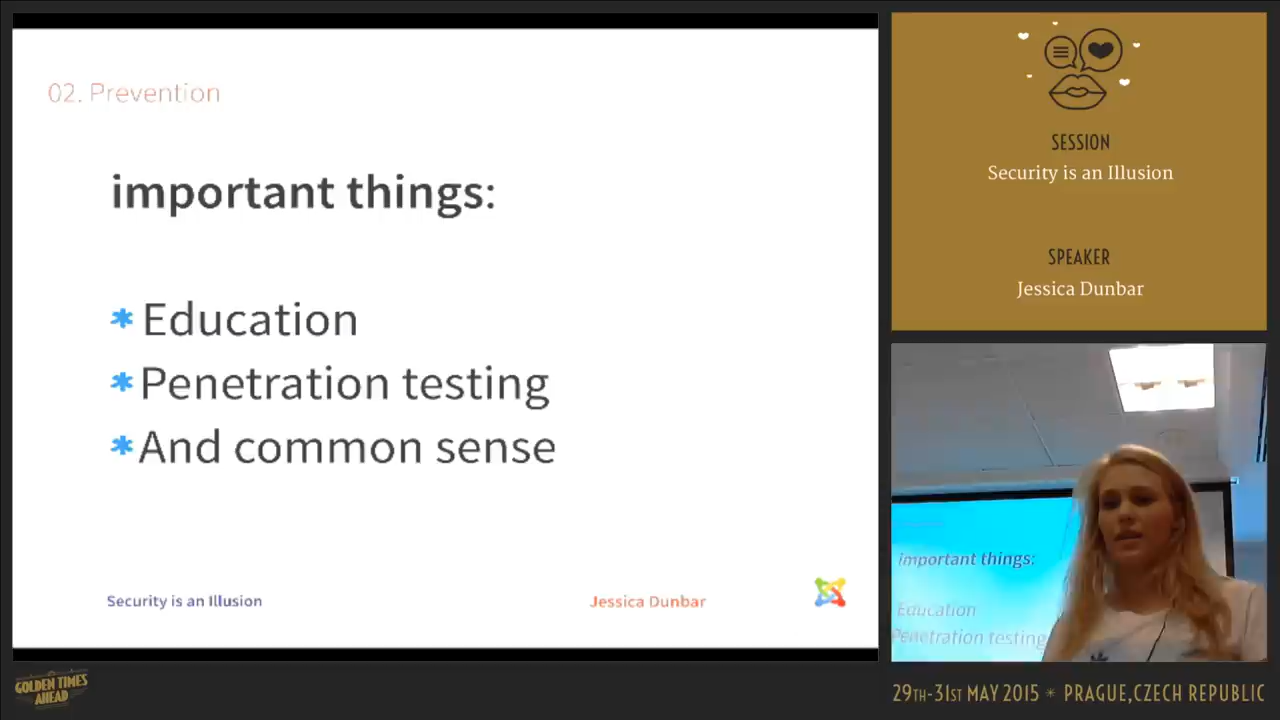 02. Prevention
important things:
* Education
* Penetration testing
* And common sense
Security is an Illusion
Jessica Dunbar
SESSION
Security is an Illusion
SPEAKER
Jessica Dunbar
important things:
Education
Penetration testing
GOLDEN TIMES
AHEAD
29TH-31ST MAY 2015 * PRAGUE, CZECH REPUBLIC